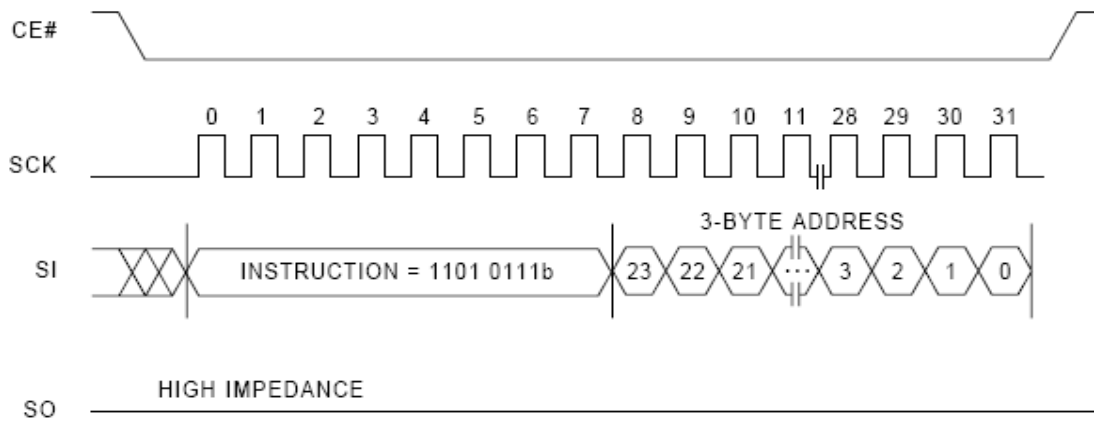 CE#
0 1 2 3 4 5 6 7 8 9 10 11 28 29 30 31
SCK
3-BYTE ADDRESS
SI INSTRUCTION = 1101 0111b 23 22 21 ... 3 2 1 0
HIGH IMPEDANCE
SO